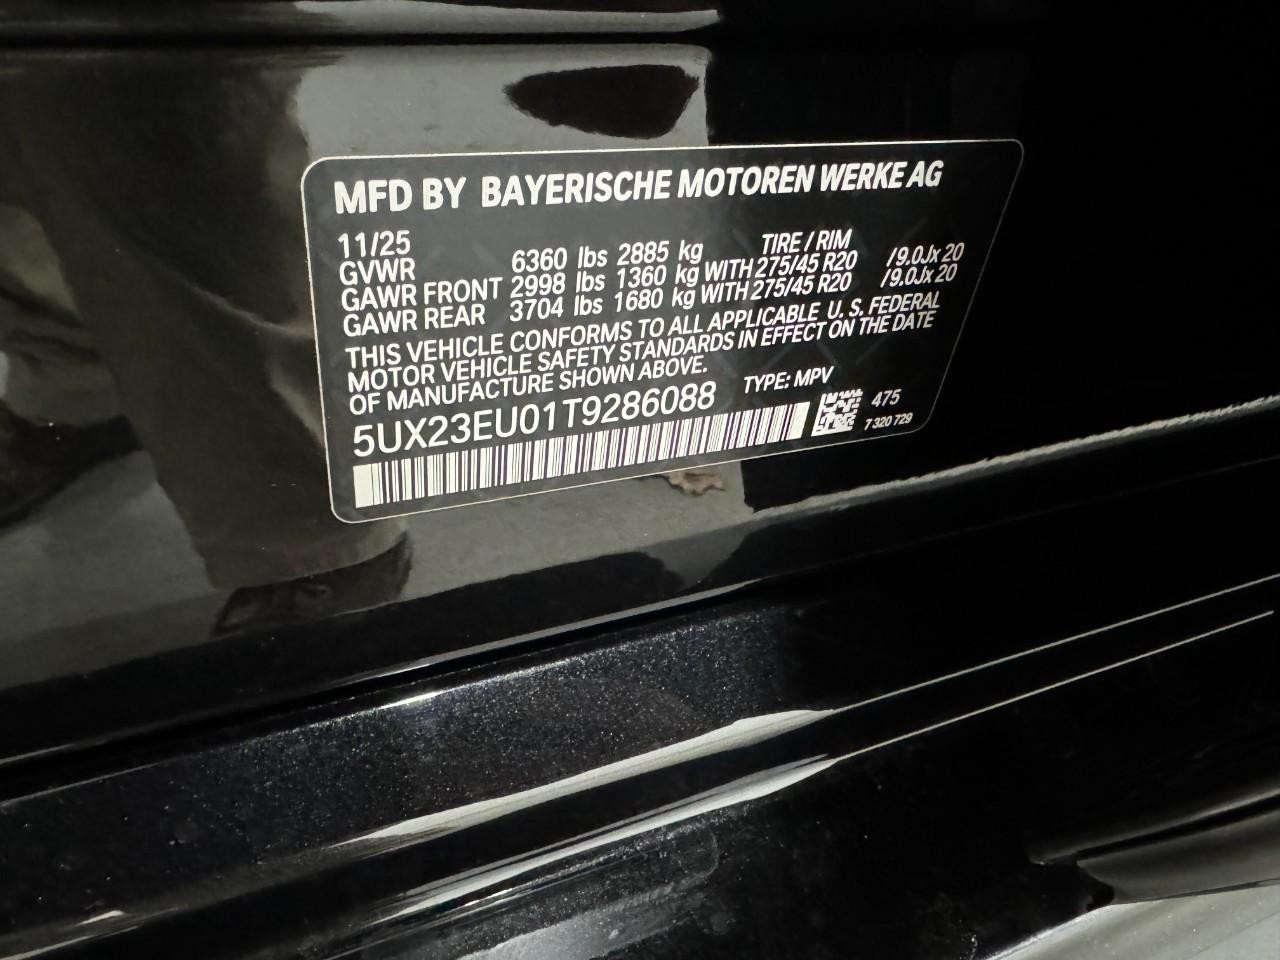 MFD BY BAYERISCHE MOTOREN WERKE AG
11/25 TIRE / RIM
GVWR 6360 lbs 2885 kg
GAWR FRONT 2998 lbs 1360 kg WITH 275/45 R20 /9.0Jx 20
GAWR REAR 3704 lbs 1680 kg WITH 275/45 R20 /9.0Jx 20
THIS VEHICLE CONFORMS TO ALL APPLICABLE U. S. FEDERAL
MOTOR VEHICLE SAFETY STANDARDS IN EFFECT ON THE DATE
OF MANUFACTURE SHOWN ABOVE.
5UX23EU01T9286088 TYPE: MPV
475
7 320 729